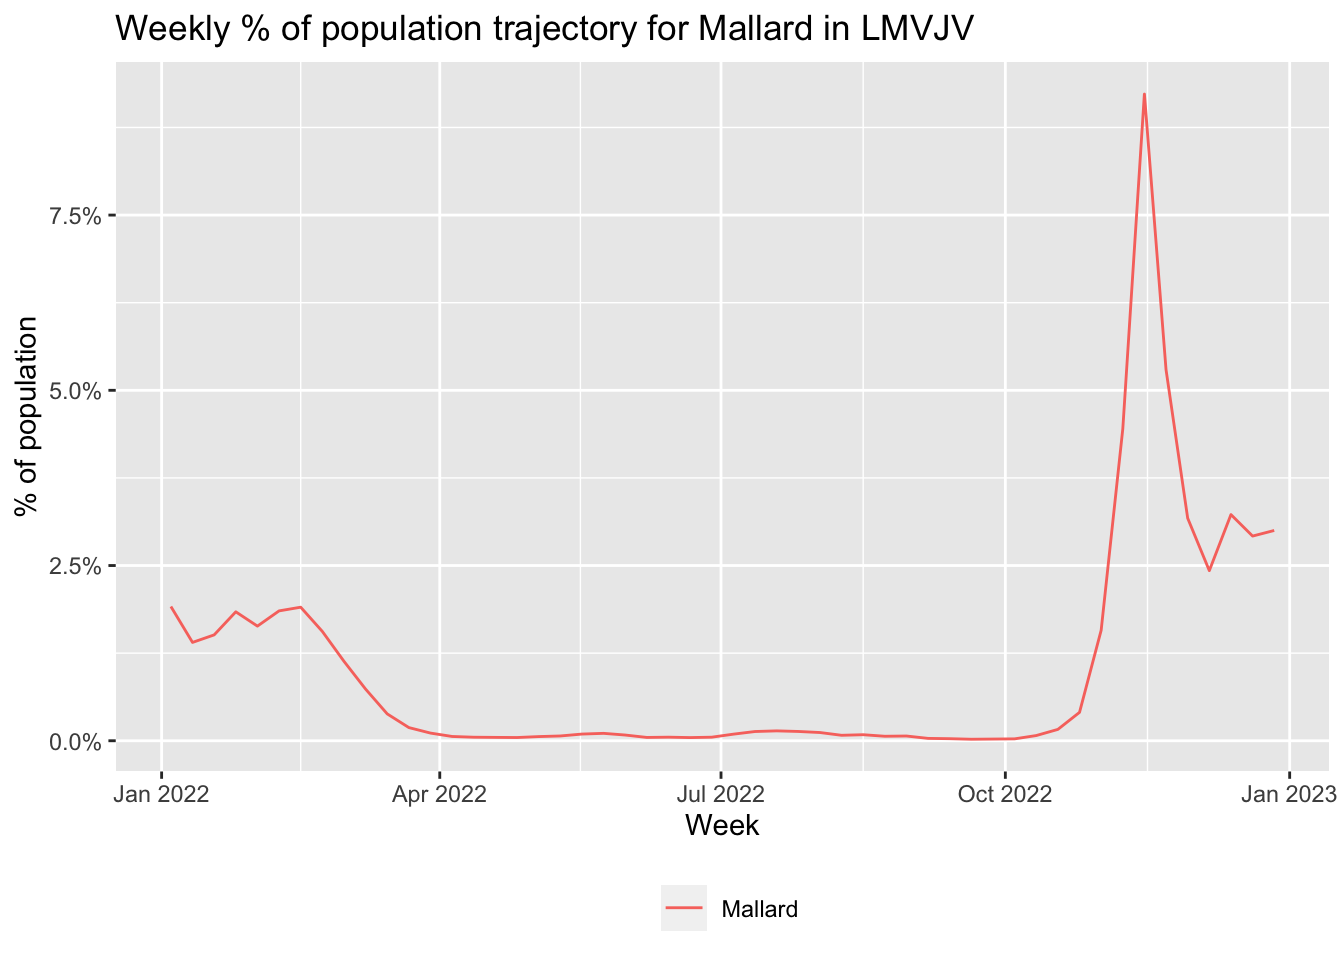 Weekly % of population trajectory for Mallard in LMVJV
% of population
7.5%
5.0%
2.5%
0.0%
Jan 2022 Apr 2022 Jul 2022 Oct 2022 Jan 2023
Week
Mallard